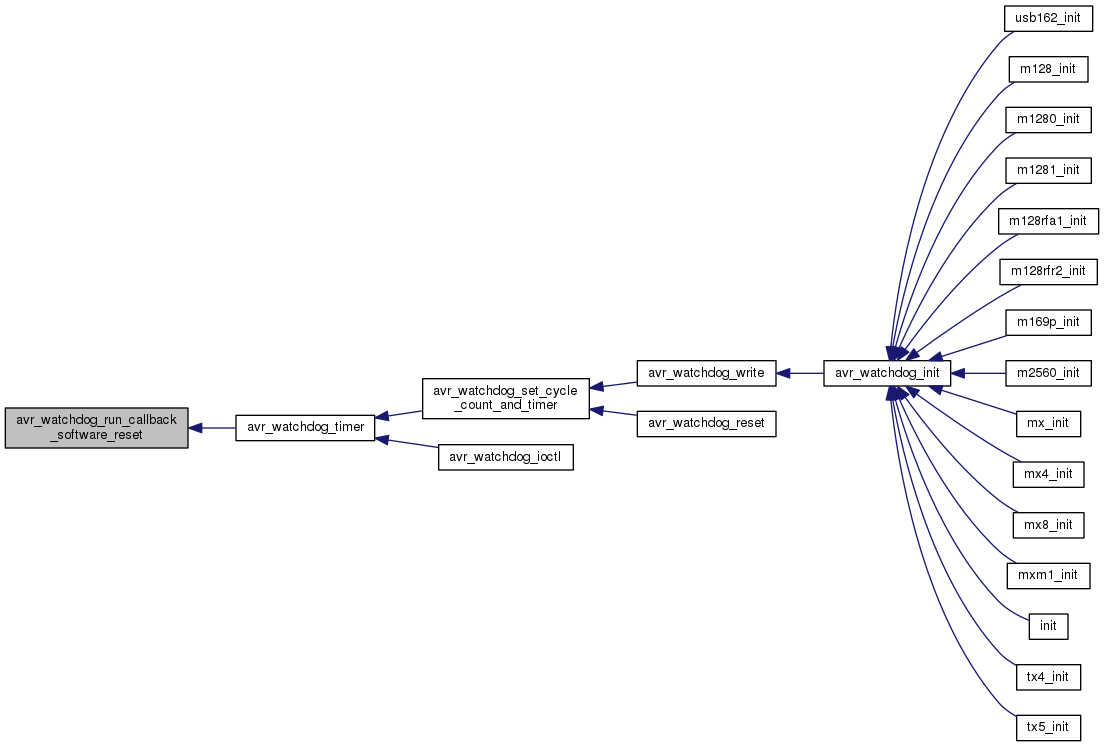 usb162_init
m128_init
m1280_init
m1281_init
m128rfa1_init
m128rfr2_init
m169p_init
avr_watchdog_write
avr_watchdog_init
m2560_init
avr_watchdog_set_cycle
_count_and_timer
avr_watchdog_run_callback
_software_reset
avr_watchdog_timer
avr_watchdog_reset
mx_init
avr_watchdog_ioctl
mx4_init
mx8_init
mxm1_init
init
tx4_init
tx5_init